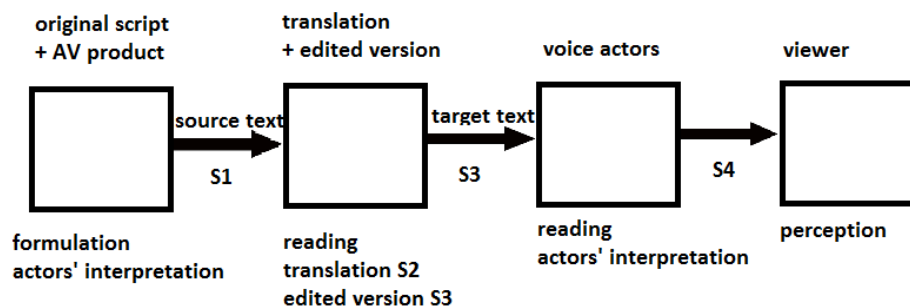 original script
+ AV product
translation
+ edited version
voice actors
viewer
source text
target text
S1
S3
S4
formulation
actors' interpretation
reading
translation S2
edited version S3
reading
actors' interpretation
perception